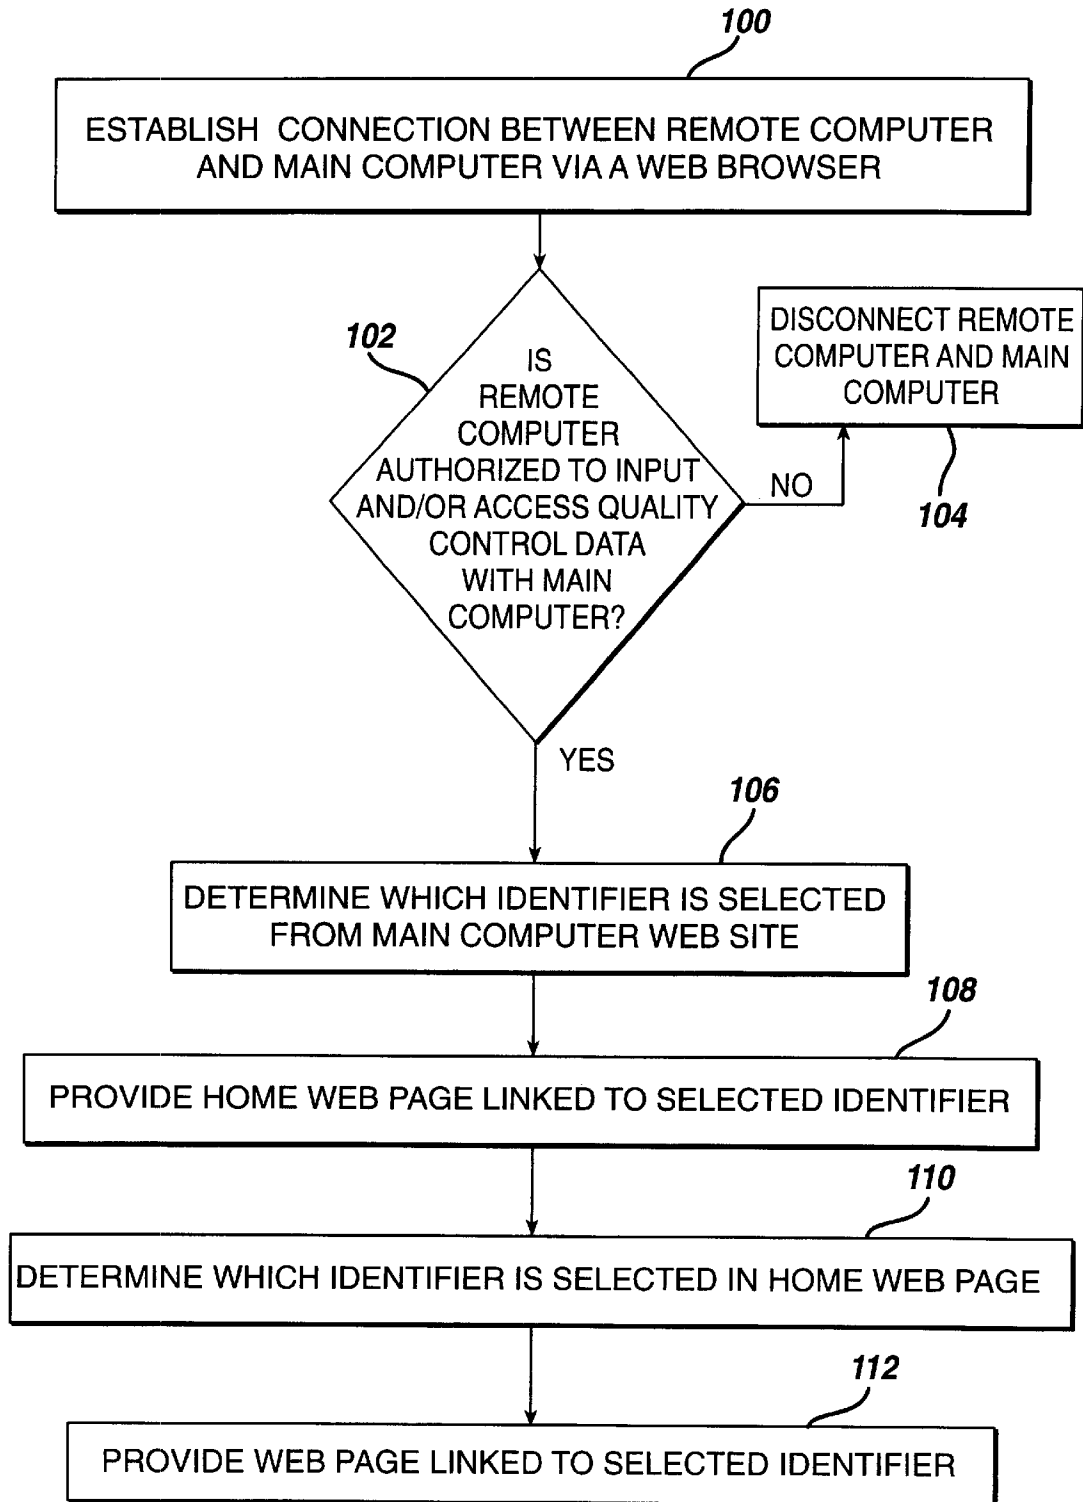 100
ESTABLISH CONNECTION BETWEEN REMOTE COMPUTER
AND MAIN COMPUTER VIA A WEB BROWSER
102
IS
REMOTE
COMPUTER
AUTHORIZED TO INPUT
AND/OR ACCESS QUALITY
CONTROL DATA
WITH MAIN
COMPUTER?
NO
DISCONNECT REMOTE
COMPUTER AND MAIN
COMPUTER
104
YES
106
DETERMINE WHICH IDENTIFIER IS SELECTED
FROM MAIN COMPUTER WEB SITE
108
PROVIDE HOME WEB PAGE LINKED TO SELECTED IDENTIFIER
110
DETERMINE WHICH IDENTIFIER IS SELECTED IN HOME WEB PAGE
112
PROVIDE WEB PAGE LINKED TO SELECTED IDENTIFIER